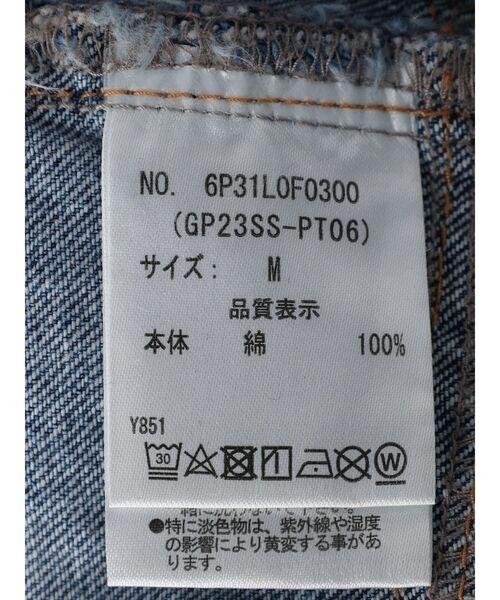 NO. 6P31L0F0300
(GP23SS-PT06)
サイズ： M
品質表示
本体 綿 100%
Y851
30
W
●特に淡色物は、紫外線や湿度
の影響により黄変する事があ
ります。